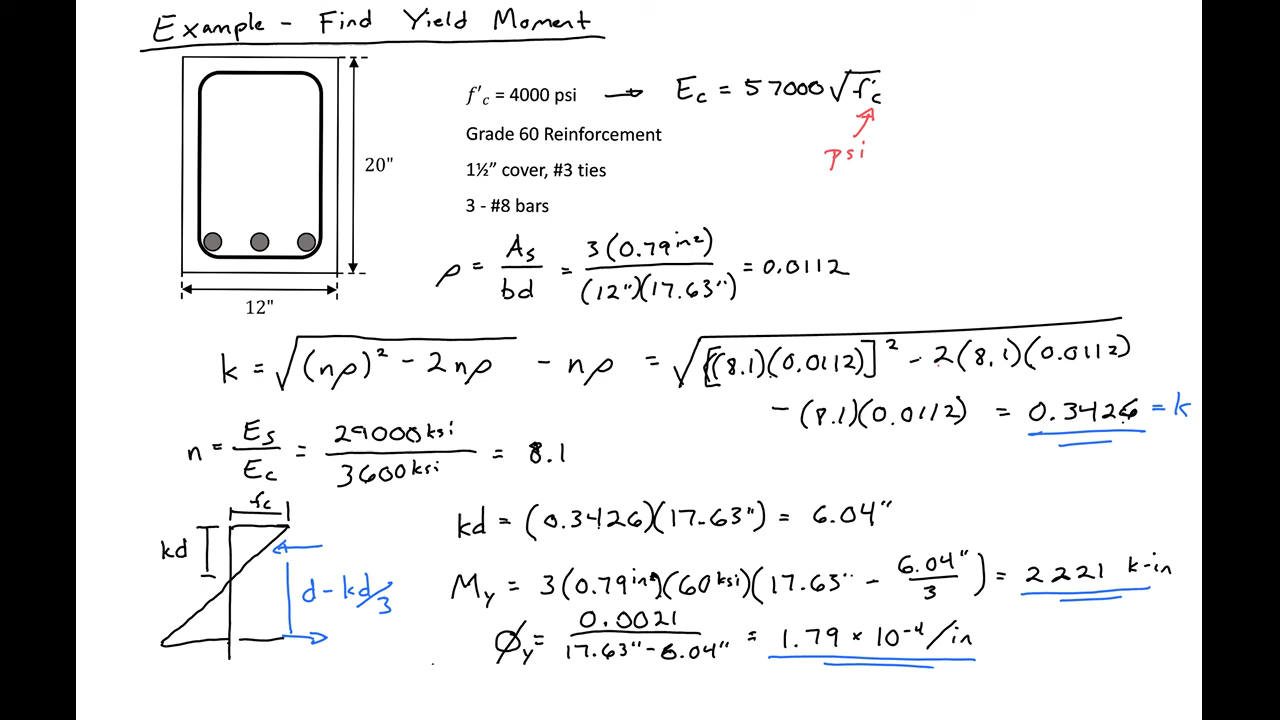 Example - Find Yield Moment
f'c = 4000 psi → Ec = 57000√f'c
psi
Grade 60 Reinforcement
1½” cover, #3 ties
3 - #8 bars
20"
12"
ρ = As/bd = 3(0.79in²)/(12")(17.63") = 0.0112
k = √(nρ)² - 2nρ - nρ = √[(8.1)(0.0112)]² - 2(8.1)(0.0112)
- (8.1)(0.0112) = 0.3426 = k
n = Es/Ec = 29000ksi/3600ksi = 8.1
fc
kd
d - kd/3
kd = (0.3426)(17.63") = 6.04"
My = 3(0.79in²)(60ksi)(17.63" - 6.04"/3) = 2221 k-in
φy = 0.0021/17.63"-6.04" = 1.79 × 10⁻⁴/in